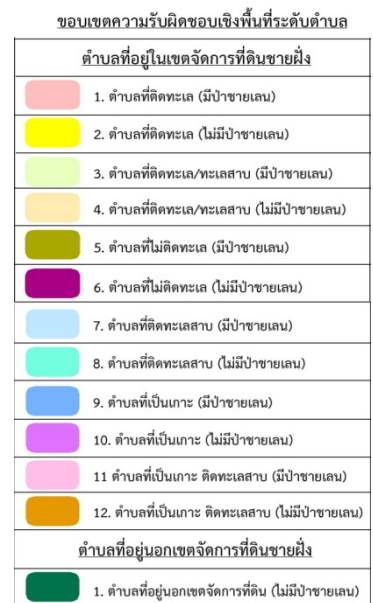 ขอบเขตความรับผิดชอบเชิงพื้นที่ระดับตำบล
ตำบลที่อยู่ในเขตจัดการที่ดินชายฝั่ง
1. ตำบลที่ติดทะเล (มีป่าชายเลน)
2. ตำบลที่ติดทะเล (ไม่มีป่าชายเลน)
3. ตำบลที่ติดทะเล/ทะเลสาบ (มีป่าชายเลน)
4. ตำบลที่ติดทะเล/ทะเลสาบ (ไม่มีป่าชายเลน)
5. ตำบลที่ไม่ติดทะเล (มีป่าชายเลน)
6. ตำบลที่ไม่ติดทะเล (ไม่มีป่าชายเลน)
7. ตำบลที่ติดทะเลสาบ (มีป่าชายเลน)
8. ตำบลที่ติดทะเลสาบ (ไม่มีป่าชายเลน)
9. ตำบลที่เป็นเกาะ (มีป่าชายเลน)
10. ตำบลที่เป็นเกาะ (ไม่มีป่าชายเลน)
11 ตำบลที่เป็นเกาะ ติดทะเลสาบ (มีป่าชายเลน)
12. ตำบลที่เป็นเกาะ ติดทะเลสาบ (ไม่มีป่าชายเลน)
ตำบลที่อยู่นอกเขตจัดการที่ดินชายฝั่ง
1. ตำบลที่อยู่นอกเขตจัดการที่ดิน (ไม่มีป่าชายเลน)